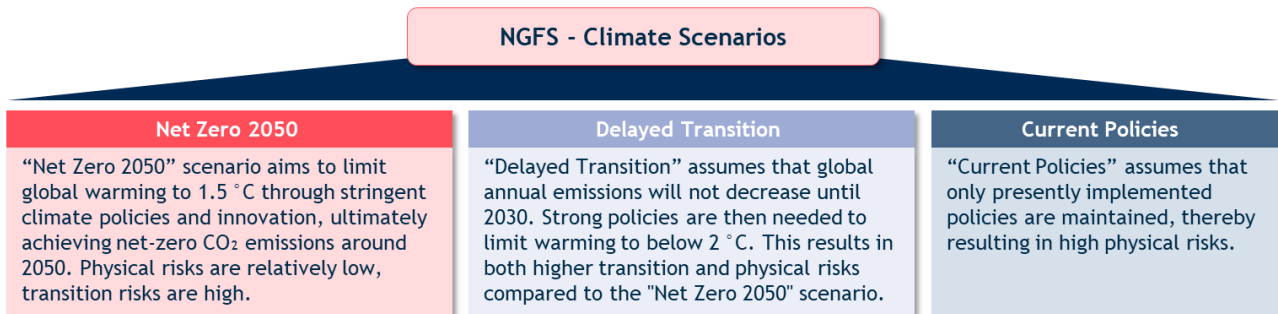 NGFS - Climate Scenarios
Net Zero 2050
“Net Zero 2050” scenario aims to limit
global warming to 1.5 °C through stringent
climate policies and innovation, ultimately
achieving net-zero CO₂ emissions around
2050. Physical risks are relatively low,
transition risks are high.
Delayed Transition
“Delayed Transition” assumes that global
annual emissions will not decrease until
2030. Strong policies are then needed to
limit warming to below 2 °C. This results in
both higher transition and physical risks
compared to the "Net Zero 2050" scenario.
Current Policies
“Current Policies” assumes that
only presently implemented
policies are maintained, thereby
resulting in high physical risks.